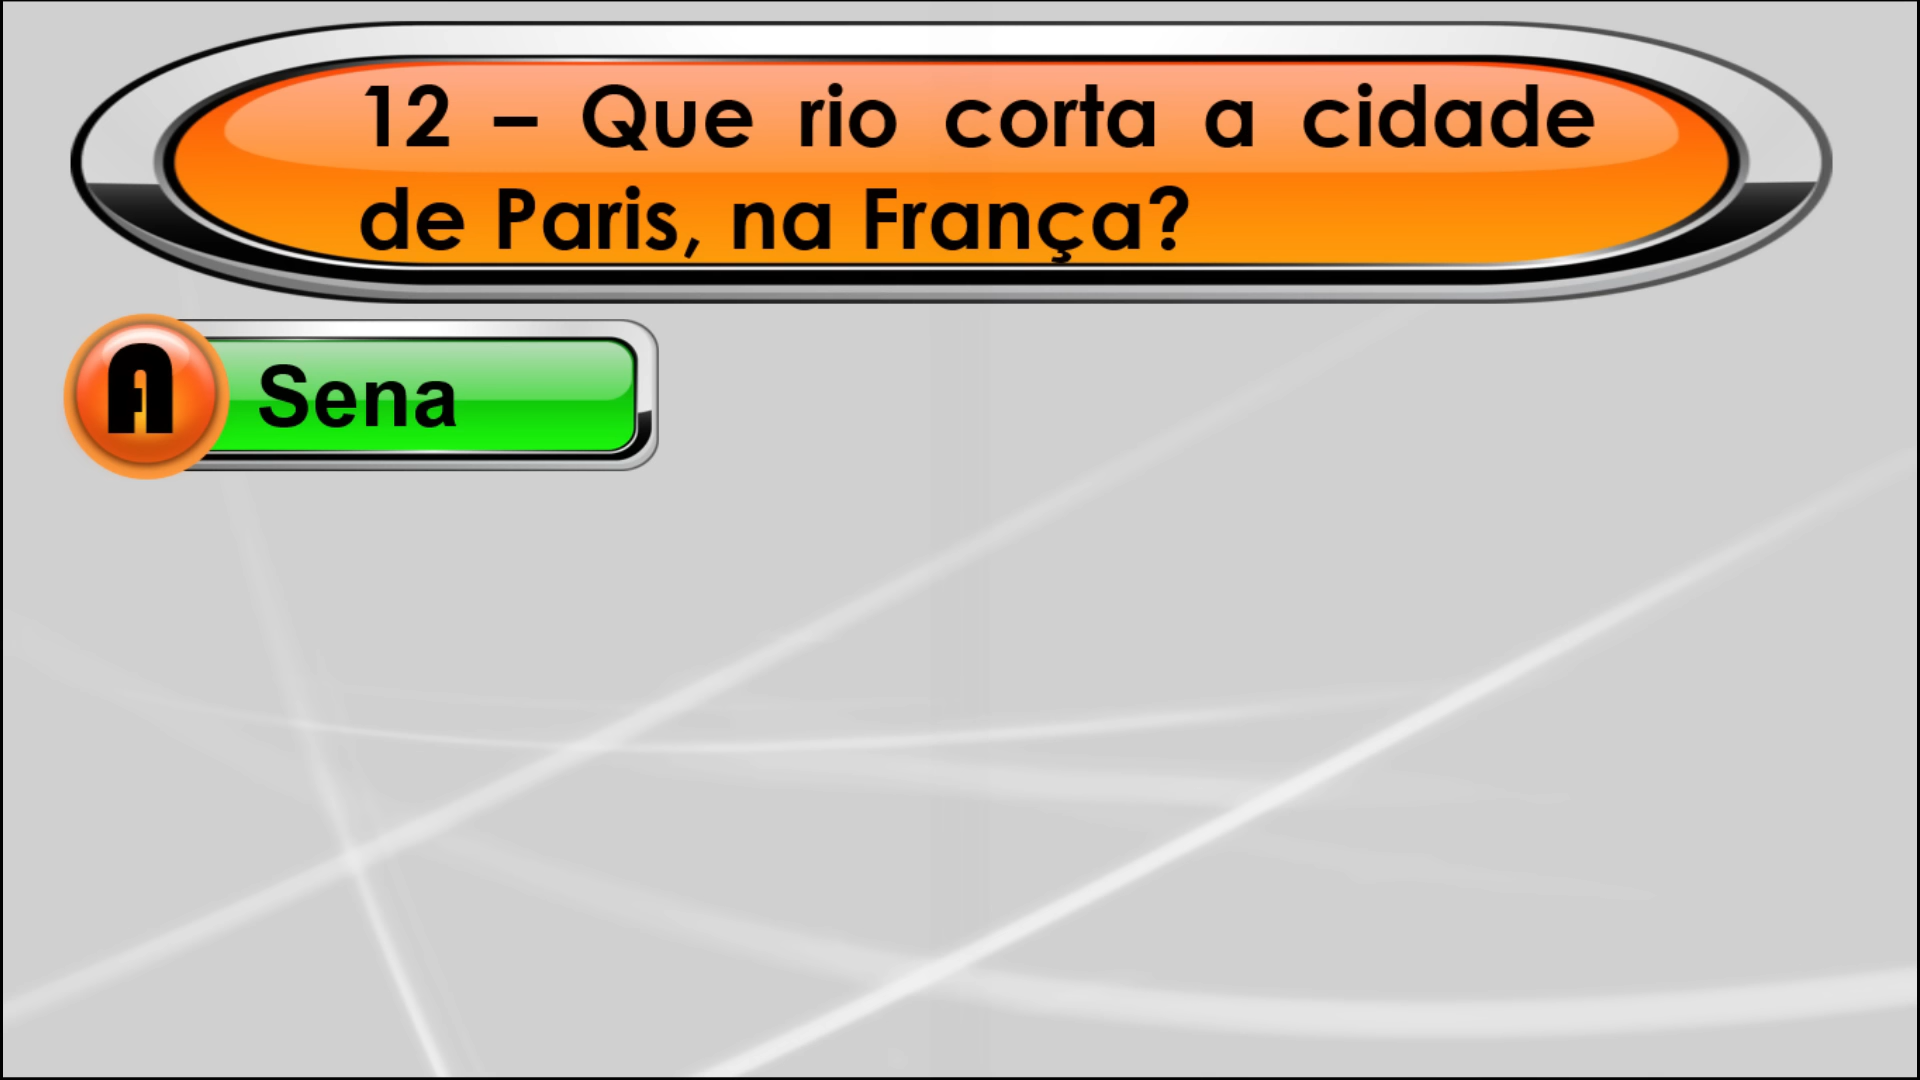 12 – Que rio corta a cidade
de Paris, na França?
A Sena